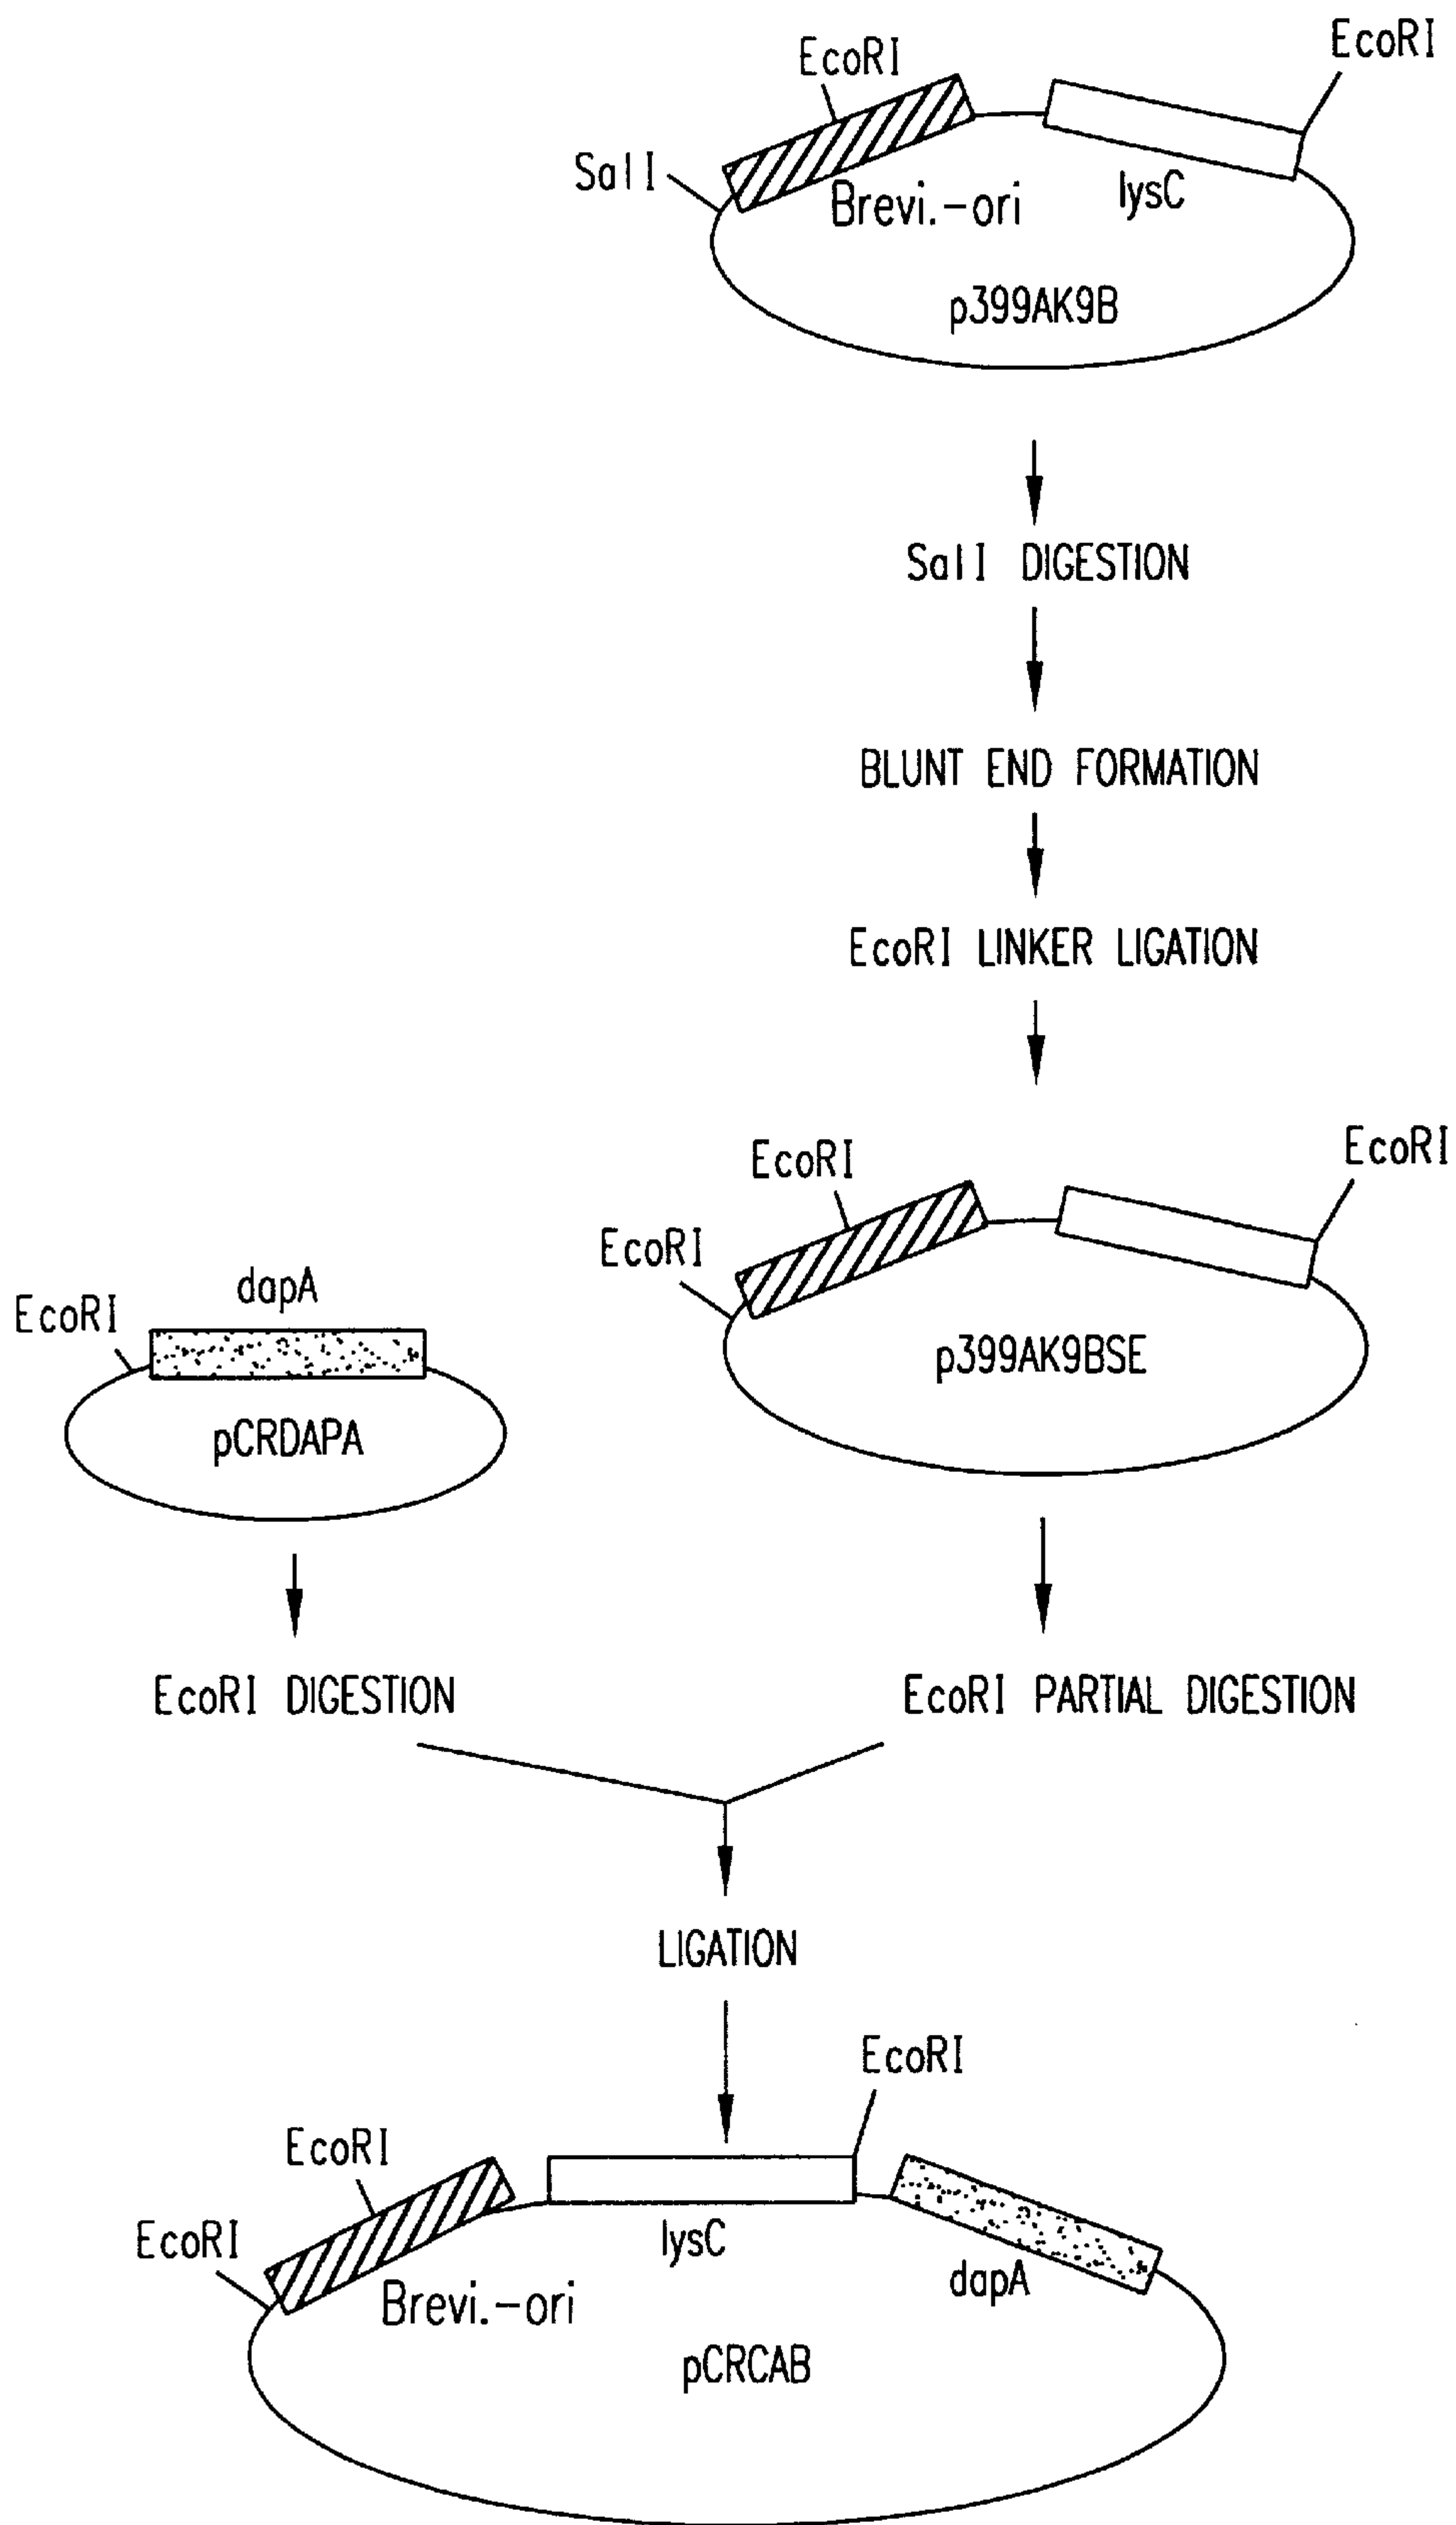 EcoRI
EcoRI
SalI
Brevi.-ori
lysC
p399AK9B
SalI DIGESTION
BLUNT END FORMATION
EcoRI LINKER LIGATION
EcoRI
EcoRI
EcoRI
p399AK9BSE
dapA
EcoRI
pCRDAPA
EcoRI DIGESTION
EcoRI PARTIAL DIGESTION
LIGATION
EcoRI
EcoRI
EcoRI
lysC
dapA
Brevi.-ori
pCRCAB